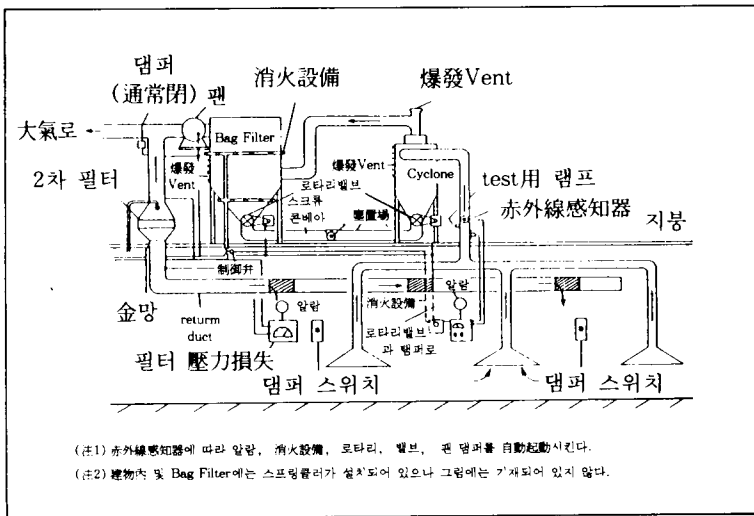 댐퍼
(通常閉)
팬
消火設備
爆發Vent
大氣로
Bag Filter
2차 필터
爆發
Vent
爆發Vent
Cyclone
test用 램프
로타리밸브
스크류
콘베아
赤外線感知器
지붕
制御弁
金망
returm
duct
알람
消火設備
알람
로타리밸브
과 댐퍼로
필터 壓力損失
댐퍼 스위치
댐퍼 스위치
(注1) 赤外線感知器에 따라 알람, 消火設備, 로타리, 밸브, 팬 댐퍼를 自動起動시킨다.
(注2) 建物內 및 Bag Filter에는 스프링클러가 설치되어 있으나 그림에는 기재되어 있지 않다.